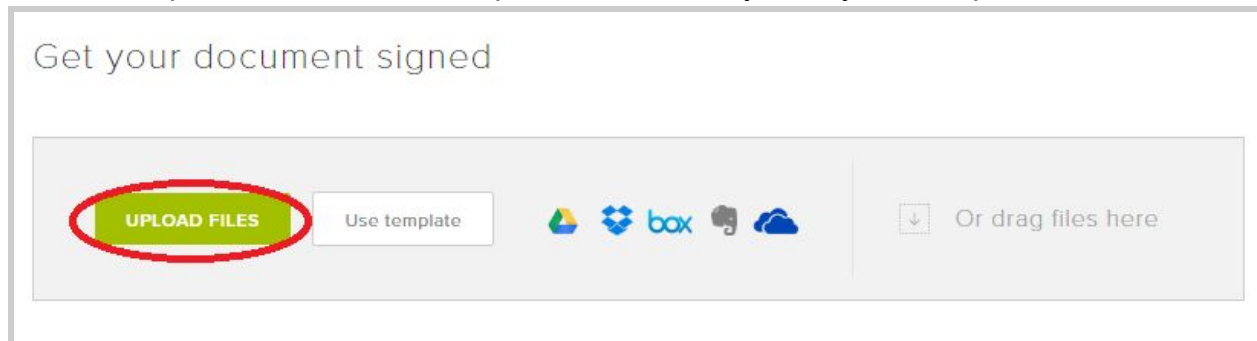 Get your document signed
UPLOAD FILES
Use template
box
Or drag files here